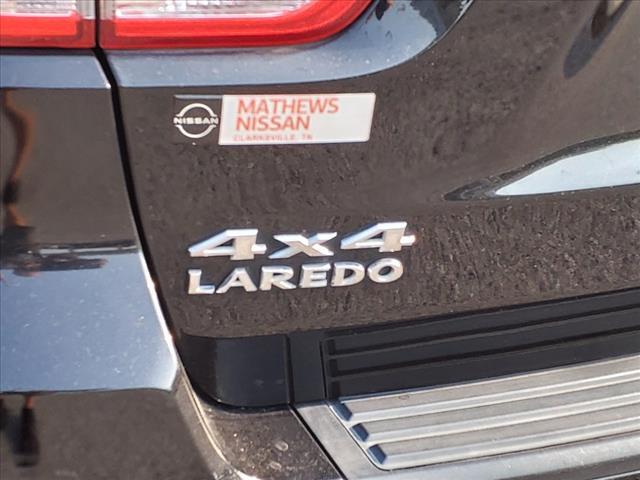 MATHEWS
NISSAN
NISSAN
CLARKSVILLE, TN
4x4
LAREDO